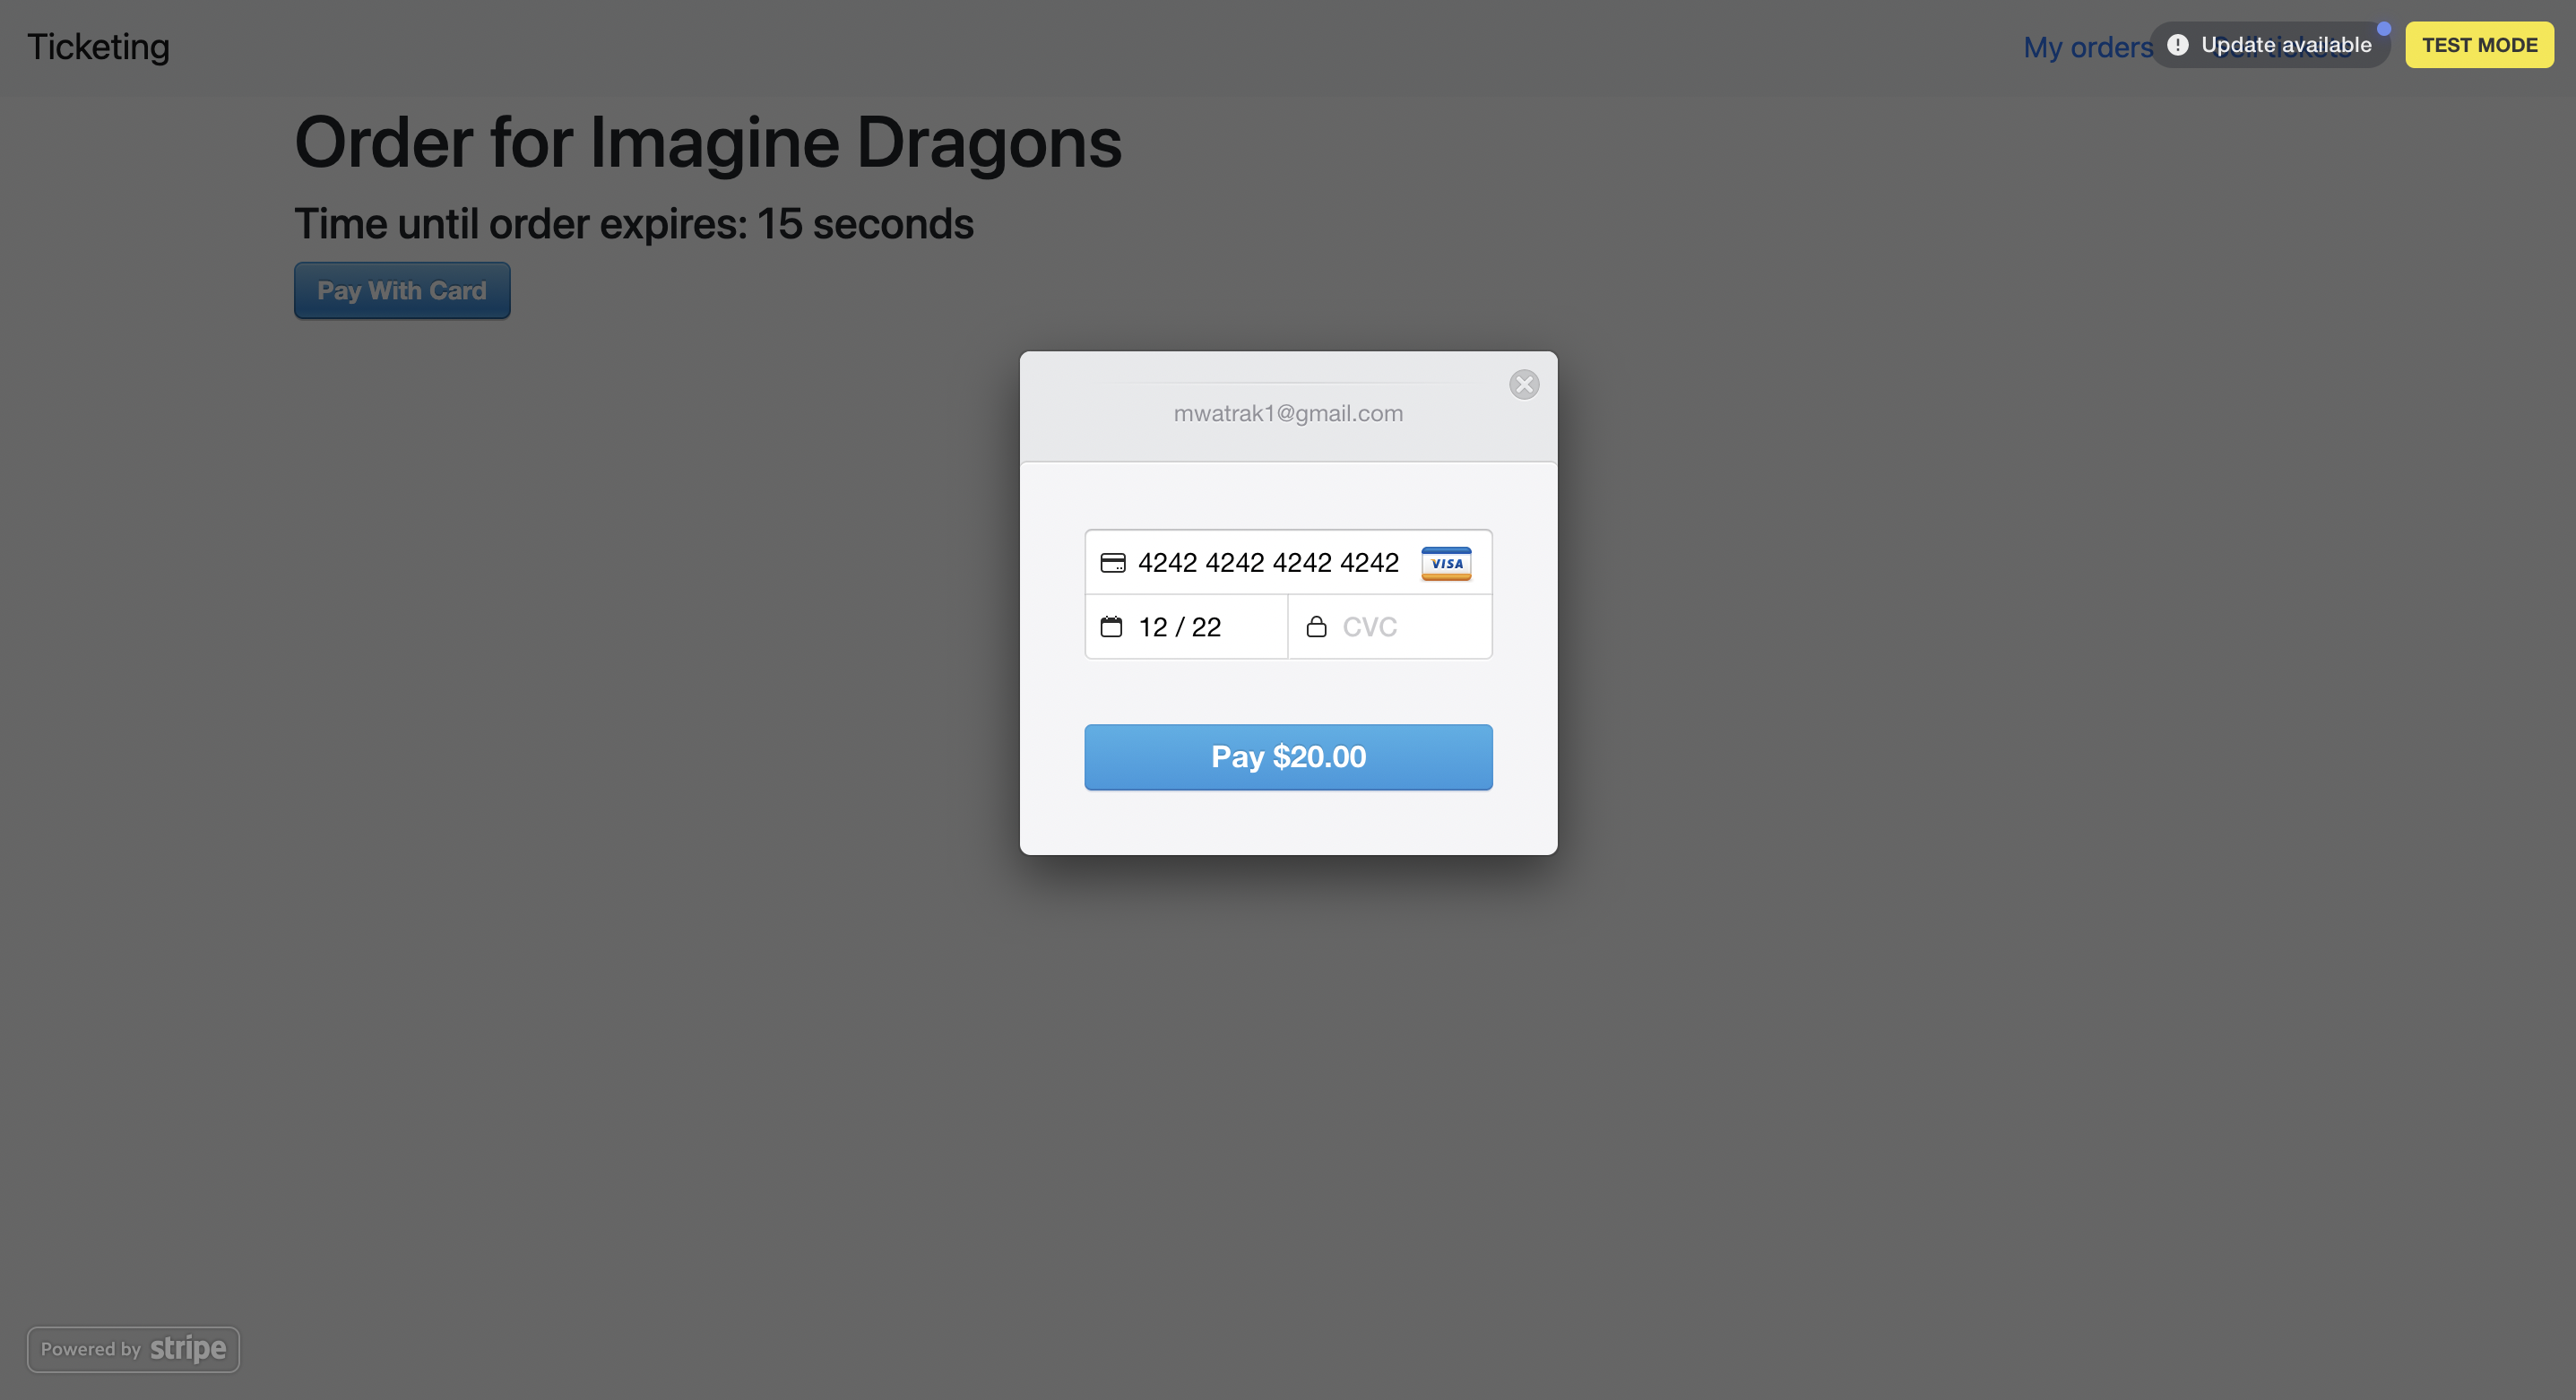 Ticketing
My orders
Update available
TEST MODE
Order for Imagine Dragons
Time until order expires: 15 seconds
Pay With Card
mwatrak1@gmail.com
4242 4242 4242 4242 VISA
12 / 22 CVC
Pay $20.00
Powered by stripe